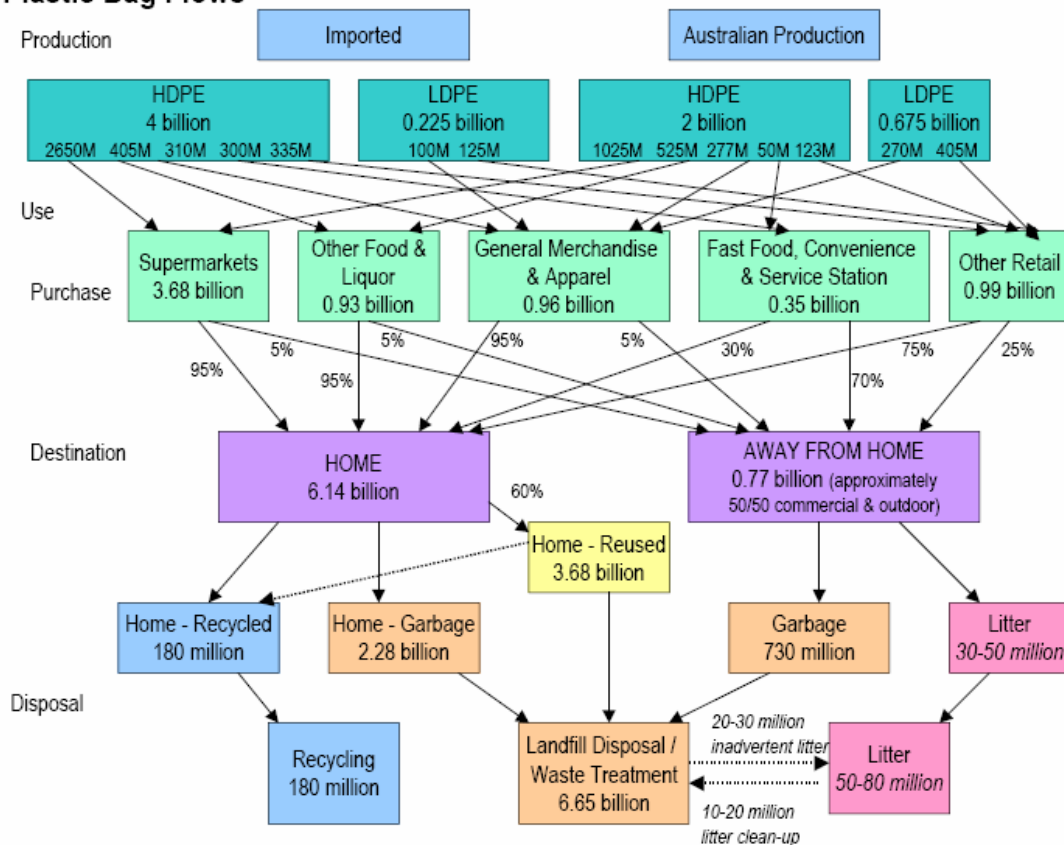 Plastic Bag Flows
Production
Imported
Australian Production
HDPE
4 billion
2650M 405M 310M 300M 335M
LDPE
0.225 billion
100M 125M
HDPE
2 billion
1025M 525M 277M 50M 123M
LDPE
0.675 billion
270M 405M
Use
Purchase
Supermarkets
3.68 billion
Other Food &
Liquor
0.93 billion
General Merchandise
& Apparel
0.96 billion
Fast Food, Convenience
& Service Station
0.35 billion
Other Retail
0.99 billion
95%
5%
95%
5%
95%
5%
30%
70%
75%
25%
Destination
HOME
6.14 billion
AWAY FROM HOME
0.77 billion (approximately
50/50 commercial & outdoor)
60%
Home - Reused
3.68 billion
Home - Recycled
180 million
Home - Garbage
2.28 billion
Garbage
730 million
Litter
30-50 million
Disposal
Recycling
180 million
Landfill Disposal /
Waste Treatment
6.65 billion
20-30 million
inadvertent litter
10-20 million
litter clean-up
Litter
50-80 million